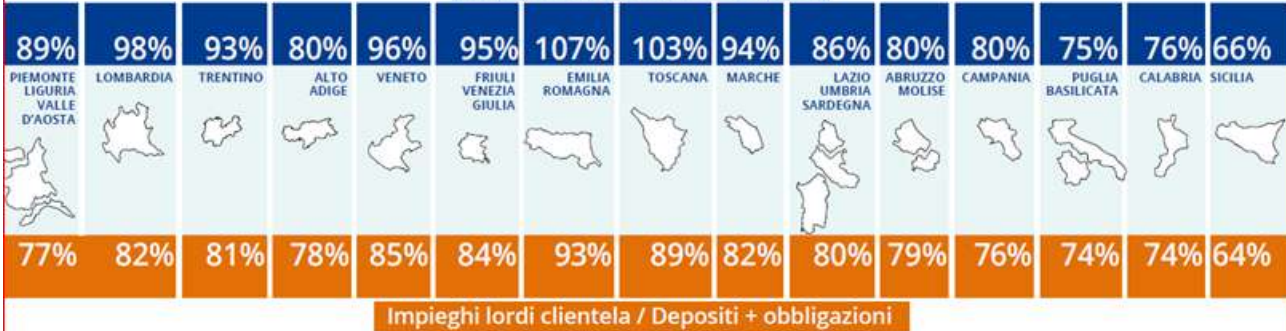 89% 98% 93% 80% 96% 95% 107% 103% 94% 86% 80% 80% 75% 76% 66%
PIEMONTE
LIGURIA
VALLE
D'AOSTA
LOMBARDIA
TRENTINO
ALTO
ADIGE
VENETO
FRIULI
VENEZIA
GIULIA
EMILIA
ROMAGNA
TOSCANA
MARCHE
LAZIO
UMBRIA
SARDEGNA
ABRUZZO
MOLISE
CAMPANIA
PUGLIA
BASILICATA
CALABRIA
SICILIA
77% 82% 81% 78% 85% 84% 93% 89% 82% 80% 79% 76% 74% 74% 64%
Impieghi lordi clientela / Depositi + obbligazioni